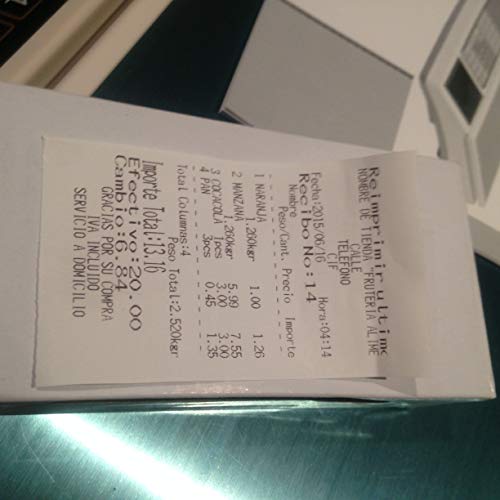 Reimprimirultimo
NOMBRE DE TIENDA "FRUTERIA ALIME
CALLE
TELEFONO
CIF
Fecha:2015/06/16 Hora:04:14
Recibo No:14
Nombre
Peso/Cant. Precio Importe
1 NARANJA
1.260kgr 1.00 1.26
2 MANZANA
1.260kgr 5.99 7.55
3 COCACOLA 1pcs 3.00 3.00
4 PAN 3pcs 0.45 1.35
Total Columnas:4
Peso Total:2.520kgr
Importe Total:13.16
Efectivo:20.00
Cambio:6.84
GRACIAS POR SU COMPRA
IVA INCLUIDO
SERVICIO A DOMICILIO